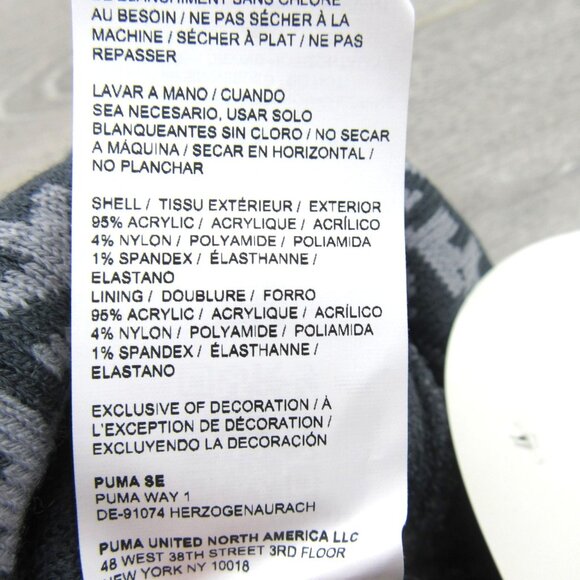 DE BLANCHIMENT SANS CHLORE
AU BESOIN / NE PAS SÉCHER À LA
MACHINE / SÉCHER À PLAT / NE PAS
REPASSER
LAVAR A MANO / CUANDO
SEA NECESARIO, USAR SOLO
BLANQUEANTES SIN CLORO / NO SECAR
A MÁQUINA / SECAR EN HORIZONTAL /
NO PLANCHAR
SHELL / TISSU EXTÉRIEUR / EXTERIOR
95% ACRYLIC / ACRYLIQUE / ACRÍLICO
4% NYLON / POLYAMIDE / POLIAMIDA
1% SPANDEX / ÉLASTHANNE /
ELASTANO
LINING / DOUBLURE / FORRO
95% ACRYLIC / ACRYLIQUE / ACRÍLICO
4% NYLON / POLYAMIDE / POLIAMIDA
1% SPANDEX / ÉLASTHANNE /
ELASTANO
EXCLUSIVE OF DECORATION / À
L'EXCEPTION DE DÉCORATION /
EXCLUYENDO LA DECORACIÓN
PUMA SE
PUMA WAY 1
DE-91074 HERZOGENAURACH
PUMA UNITED NORTH AMERICA LLC
48 WEST 38TH STREET 3RD FLOOR
NEW YORK NY 10018